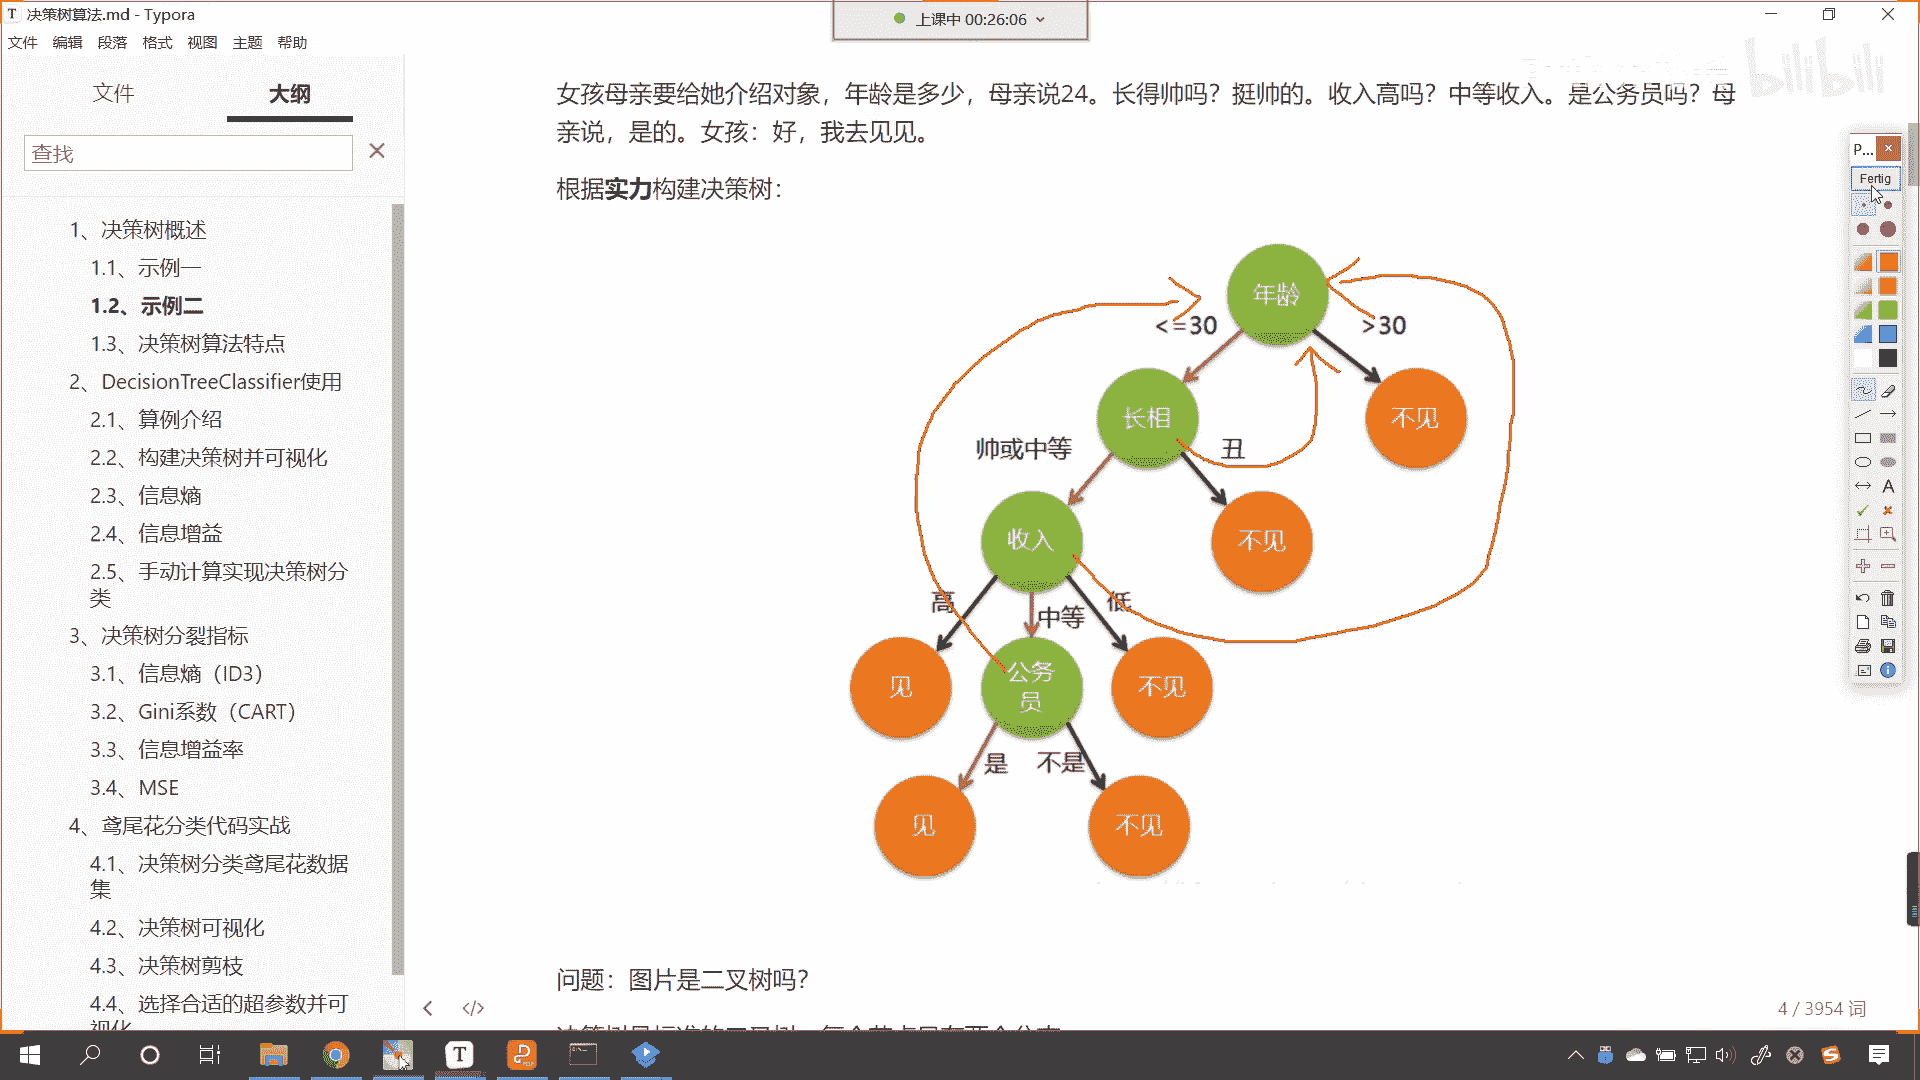 决策树算法.md - Typora
上课中 00:26:06
文件 编辑 段落 格式 视图 主题 帮助
文件 大纲
查找
1、决策树概述
1.1、示例一
1.2、示例二
1.3、决策树算法特点
2、DecisionTreeClassifier使用
2.1、算例介绍
2.2、构建决策树并可视化
2.3、信息熵
2.4、信息增益
2.5、手动计算实现决策树分
类
3、决策树分裂指标
3.1、信息熵（ID3）
3.2、Gini系数（CART）
3.3、信息增益率
3.4、MSE
4、鸢尾花分类代码实战
4.1、决策树分类鸢尾花数据
集
4.2、决策树可视化
4.3、决策树剪枝
4.4、选择合适的超参数并可
视化
女孩母亲要给她介绍对象，年龄是多少，母亲说24。长得帅吗？挺帅的。收入高吗？中等收入。是公务员吗？母
亲说，是的。女孩：好，我去见见。
根据实力构建决策树：
年龄
<=30 >30
长相 不见
帅或中等 丑
收入 不见
高 中等 低
见 公务 不见
员
是 不是
见 不见
问题：图片是二叉树吗？
4 / 3954 词
bilibili
P...
Fertig
A